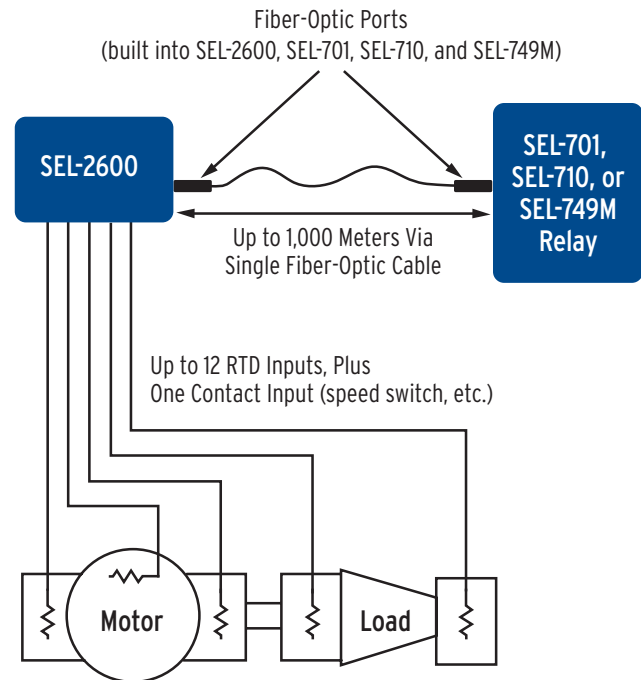 Fiber-Optic Ports
(built into SEL-2600, SEL-701, SEL-710, and SEL-749M)
SEL-2600
SEL-701,
SEL-710, or
SEL-749M
Relay
Up to 1,000 Meters Via
Single Fiber-Optic Cable
Up to 12 RTD Inputs, Plus
One Contact Input (speed switch, etc.)
Motor
Load